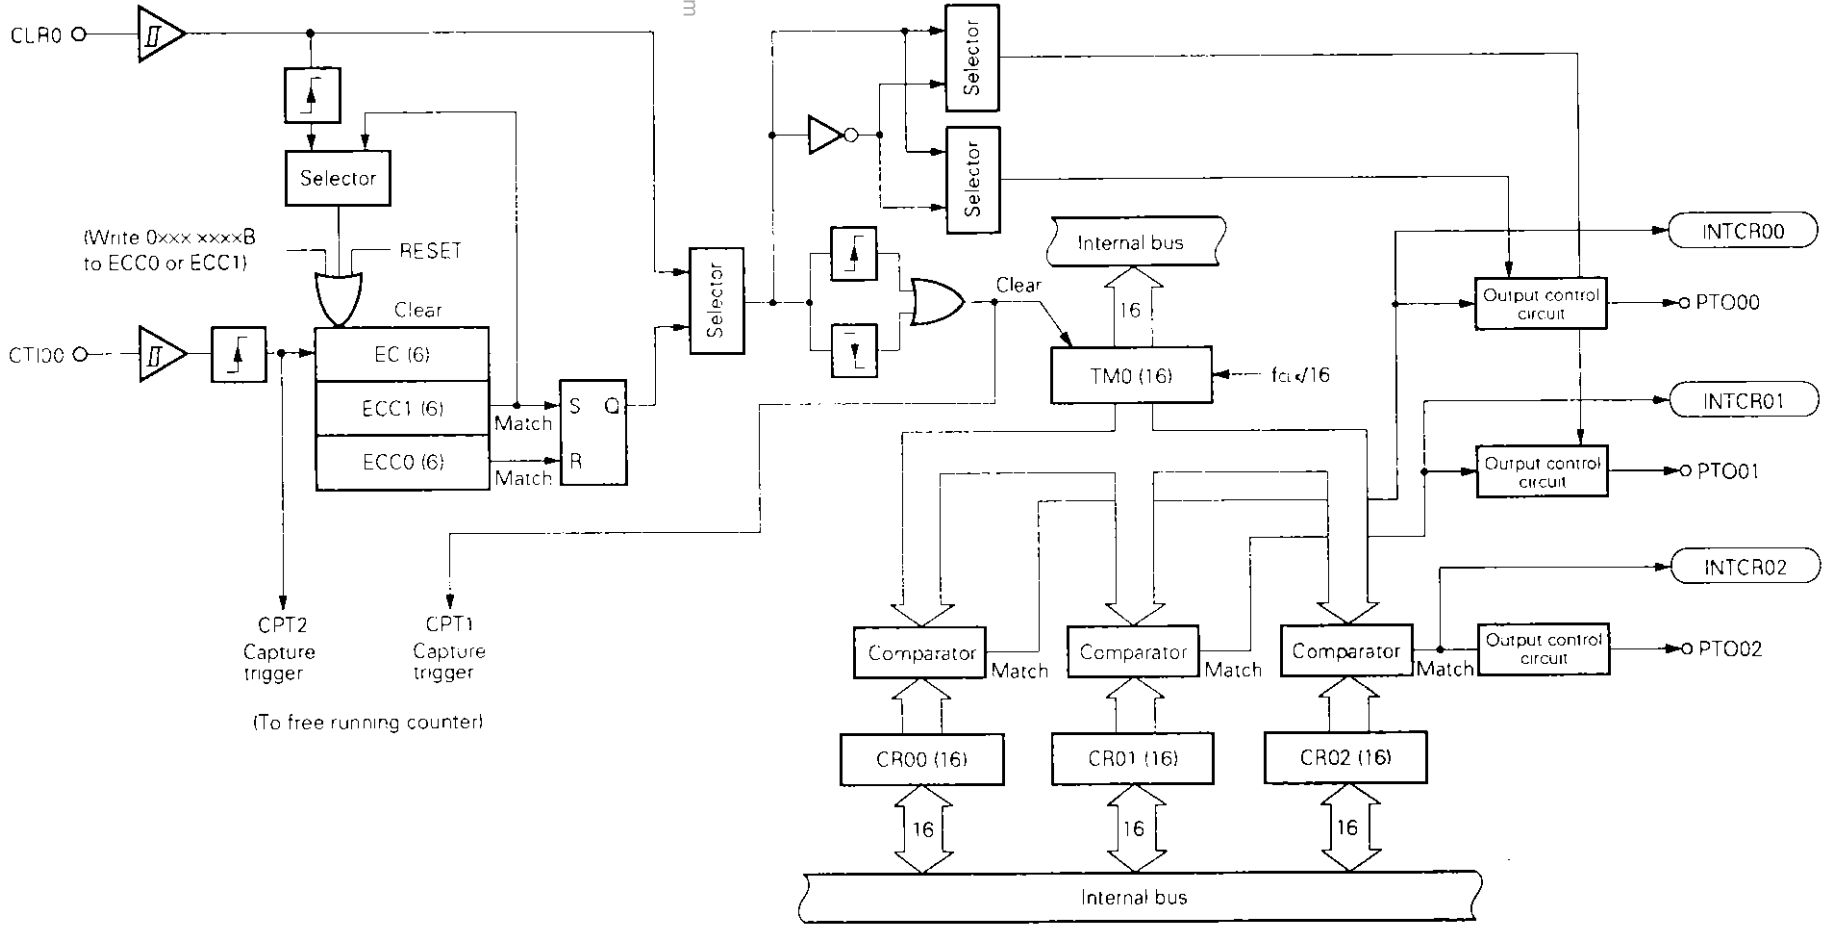 m
CLR0
Selector
Selector
Selector
(Write 0xxx xxxxB
to ECC0 or ECC1)
RESET
Selector
Internal bus
INTCR00
Clear
Clear
16
Output control
circuit
PTO00
CTI00
EC (6)
TM0 (16)
fCLK/16
ECC1 (6)
Match
S Q
INTCR01
ECC0 (6)
Match
R
Output control
circuit
PTO01
INTCR02
CPT2
Capture
trigger
CPT1
Capture
trigger
Comparator
Match
Comparator
Match
Comparator
Match
Output control
circuit
PTO02
(To free running counter)
CR00 (16)
CR01 (16)
CR02 (16)
16
16
16
Internal bus